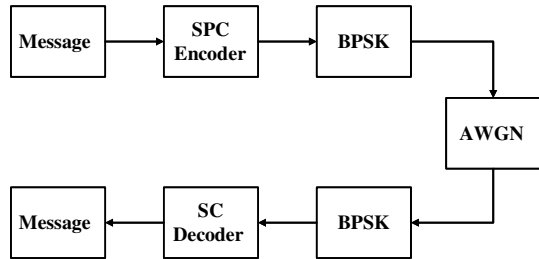 Message
SPC
Encoder
BPSK
AWGN
Message
SC
Decoder
BPSK